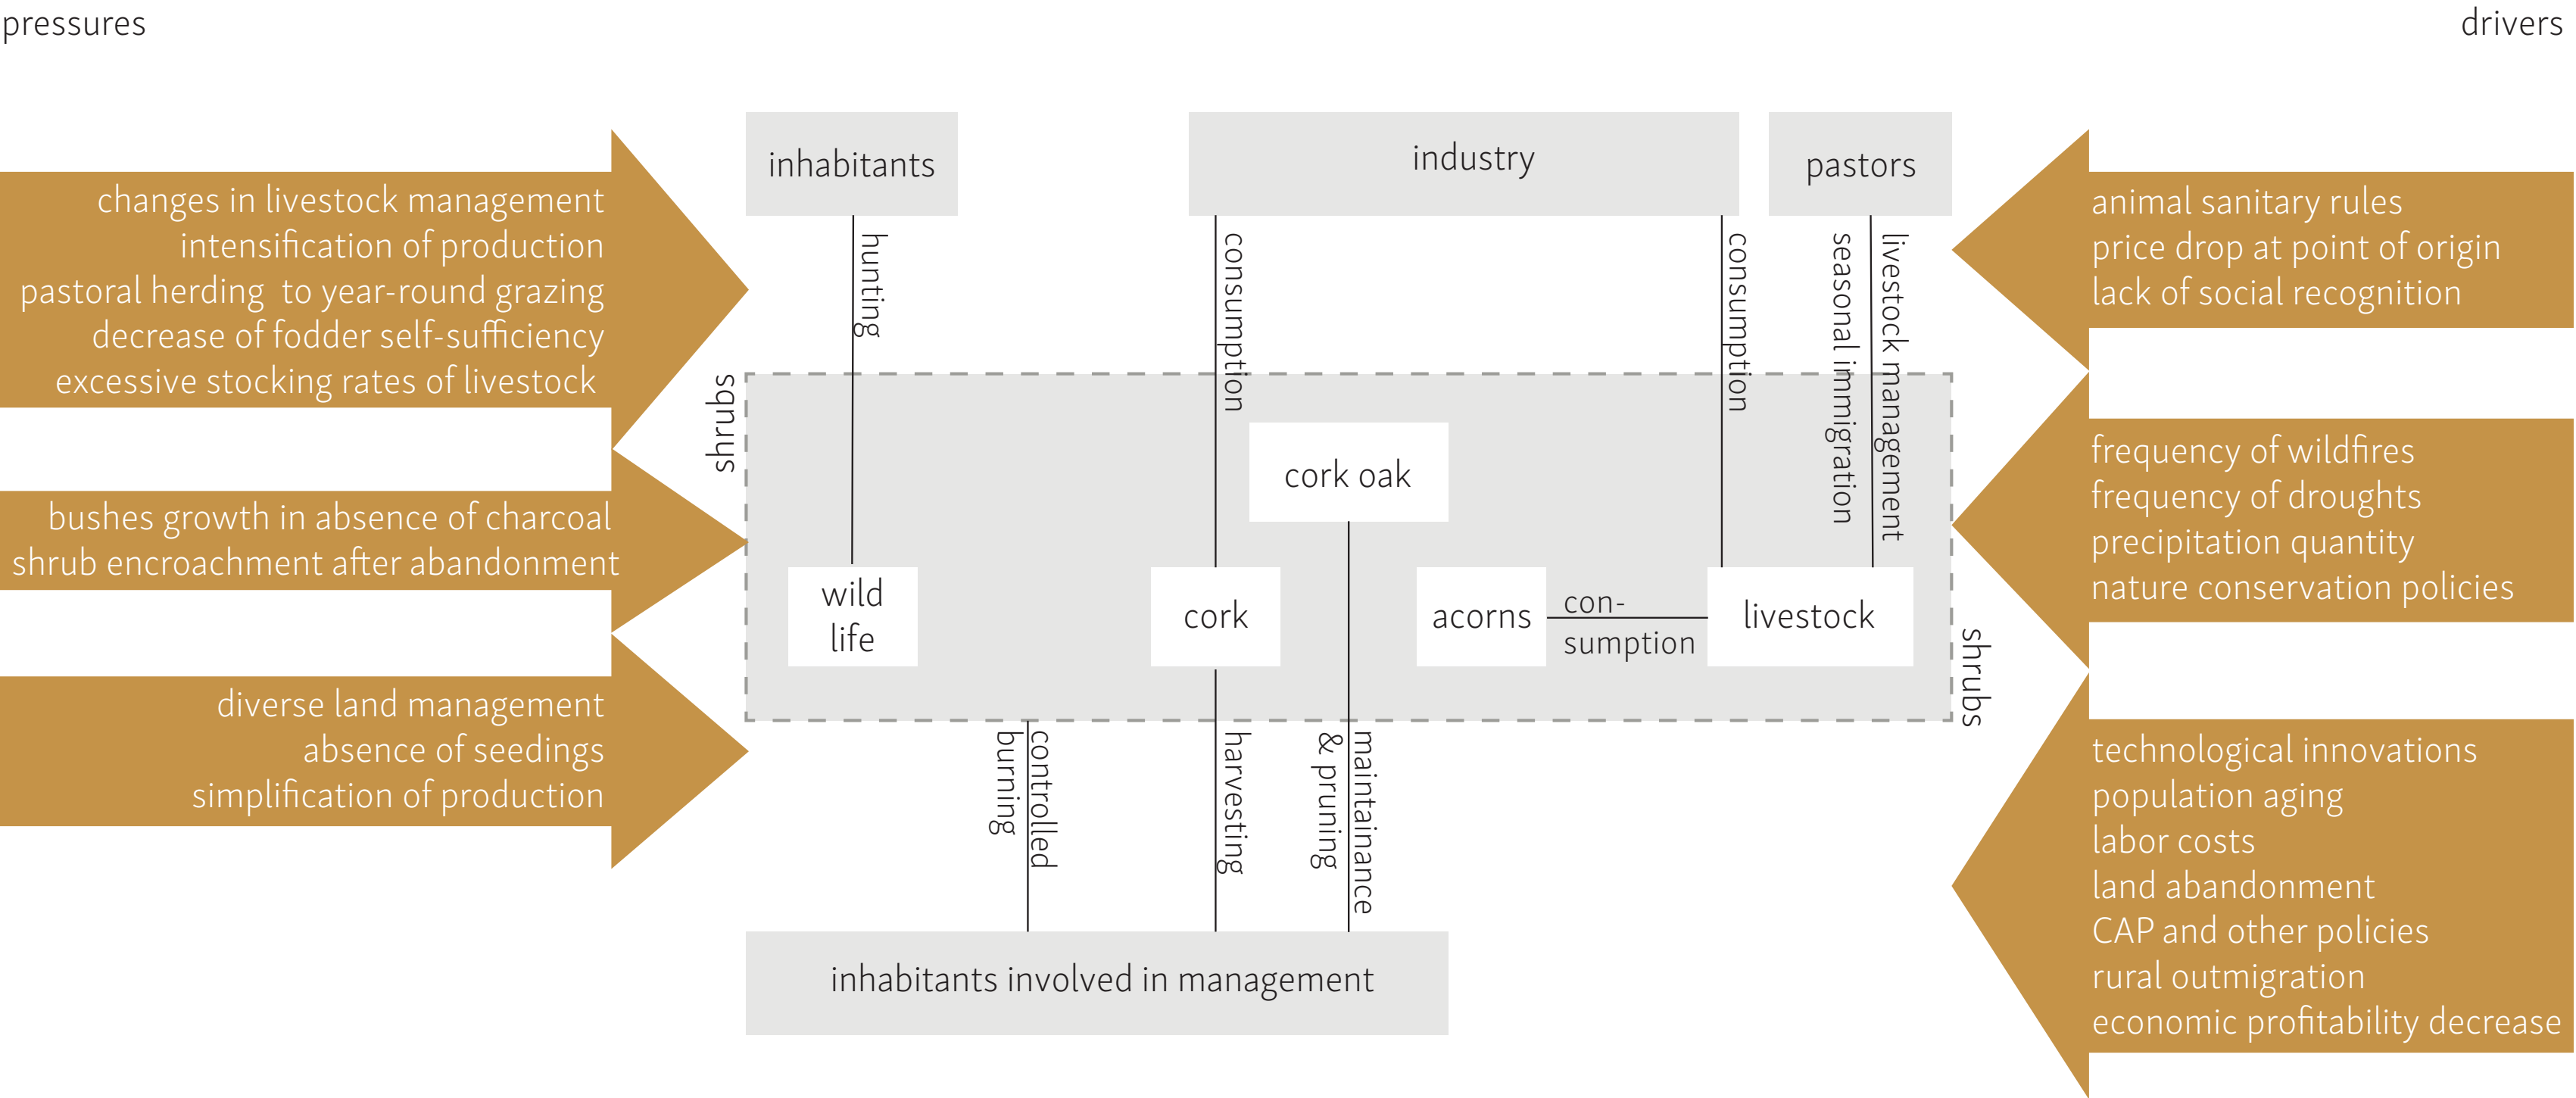 pressures
drivers
changes in livestock management
intensification of production
pastoral herding  to year-round grazing
decrease of fodder self-sufficiency
excessive stocking rates of livestock
bushes growth in absence of charcoal
shrub encroachment after abandonment
diverse land management
absence of seedings
simplification of production
inhabitants
industry
pastors
hunting
consumption
consumption
seasonal immigration
livestock management
shrubs
cork oak
wild
life
cork
acorns
con-
sumption
livestock
shrubs
controlled
burning
harvesting
maintainance
& pruning
inhabitants involved in management
animal sanitary rules
price drop at point of origin
lack of social recognition
frequency of wildfires
frequency of droughts
precipitation quantity
nature conservation policies
technological innovations
population aging
labor costs
land abandonment
CAP and other policies
rural outmigration
economic profitability decrease